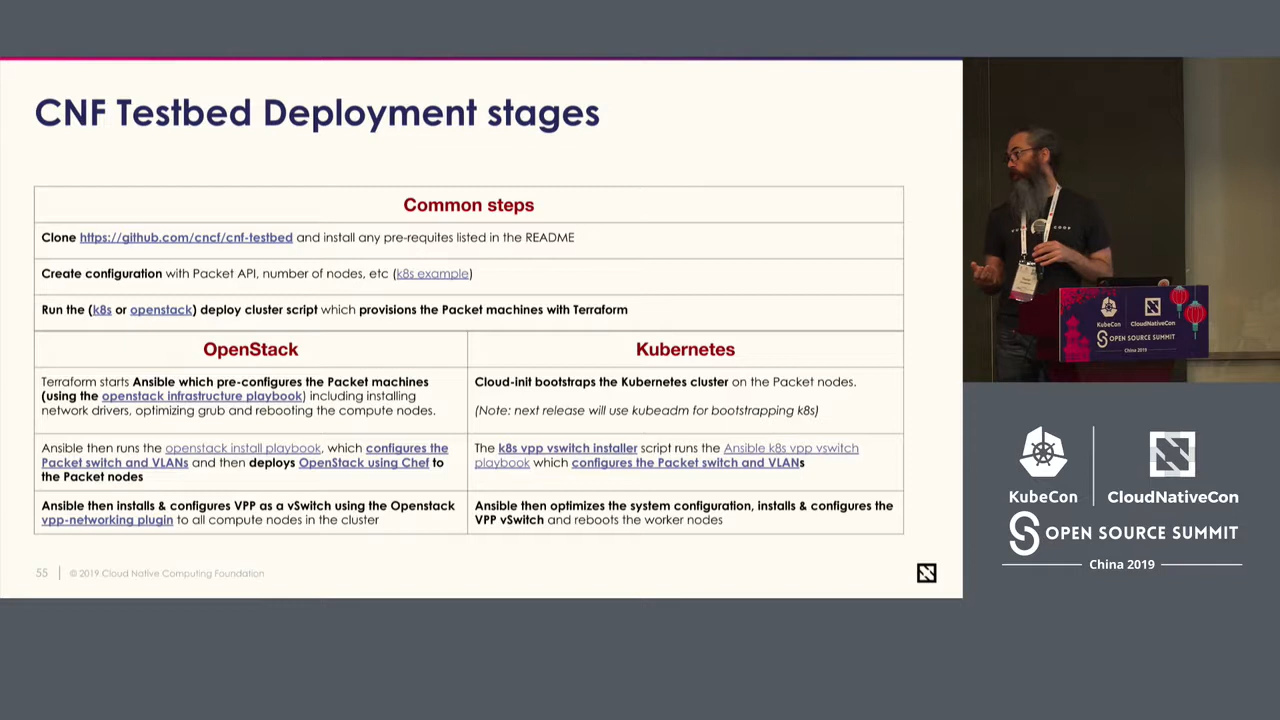 CNF Testbed Deployment stages
Common steps
Clone https://github.com/cncf/cnf-testbed and install any pre-requites listed in the README
Create configuration with Packet API, number of nodes, etc (k8s example)
Run the (k8s or openstack) deploy cluster script which provisions the Packet machines with Terraform
OpenStack
Kubernetes
Terraform starts Ansible which pre-configures the Packet machines
(using the openstack infrastructure playbook) including installing
network drivers, optimizing grub and rebooting the compute nodes.
Cloud-init bootstraps the Kubernetes cluster on the Packet nodes.
(Note: next release will use kubeadm for bootstrapping k8s)
Ansible then runs the openstack install playbook, which configures the
Packet switch and VLANs and then deploys OpenStack using Chef to
the Packet nodes
The k8s vpp vswitch installer script runs the Ansible k8s vpp vswitch
playbook which configures the Packet switch and VLANs
Ansible then installs & configures VPP as a vSwitch using the Openstack
vpp-networking plugin to all compute nodes in the cluster
Ansible then optimizes the system configuration, installs & configures the
VPP vSwitch and reboots the worker nodes
55
© 2019 Cloud Native Computing Foundation
KubeCon
CloudNativeCon
OPEN SOURCE SUMMIT
China 2019
KubeCon
CloudNativeCon
OPEN SOURCE SUMMIT
China 2019